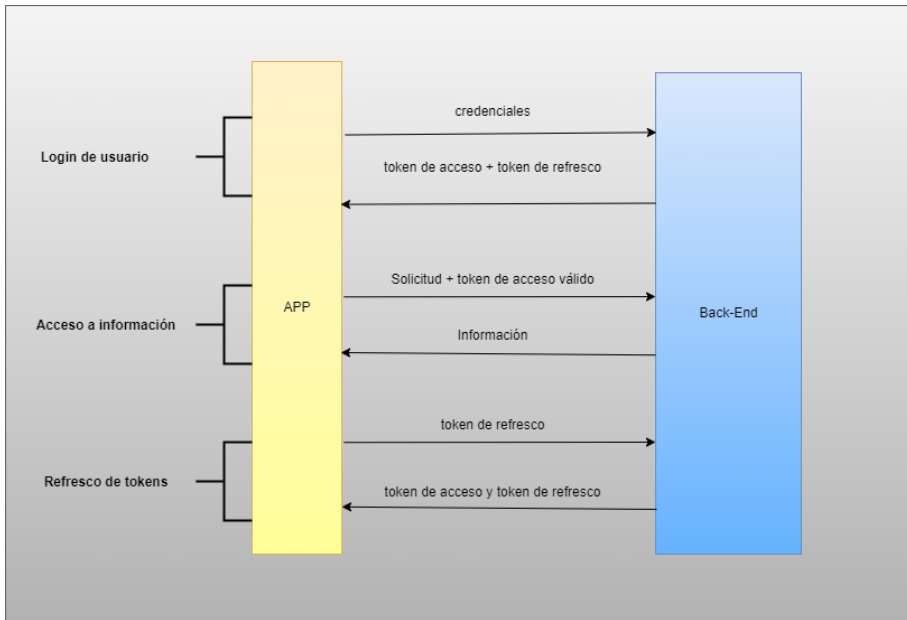 credenciales
Login de usuario
token de acceso + token de refresco
Solicitud + token de acceso válido
APP
Back-End
Acceso a información
Información
token de refresco
Refresco de tokens
token de acceso y token de refresco